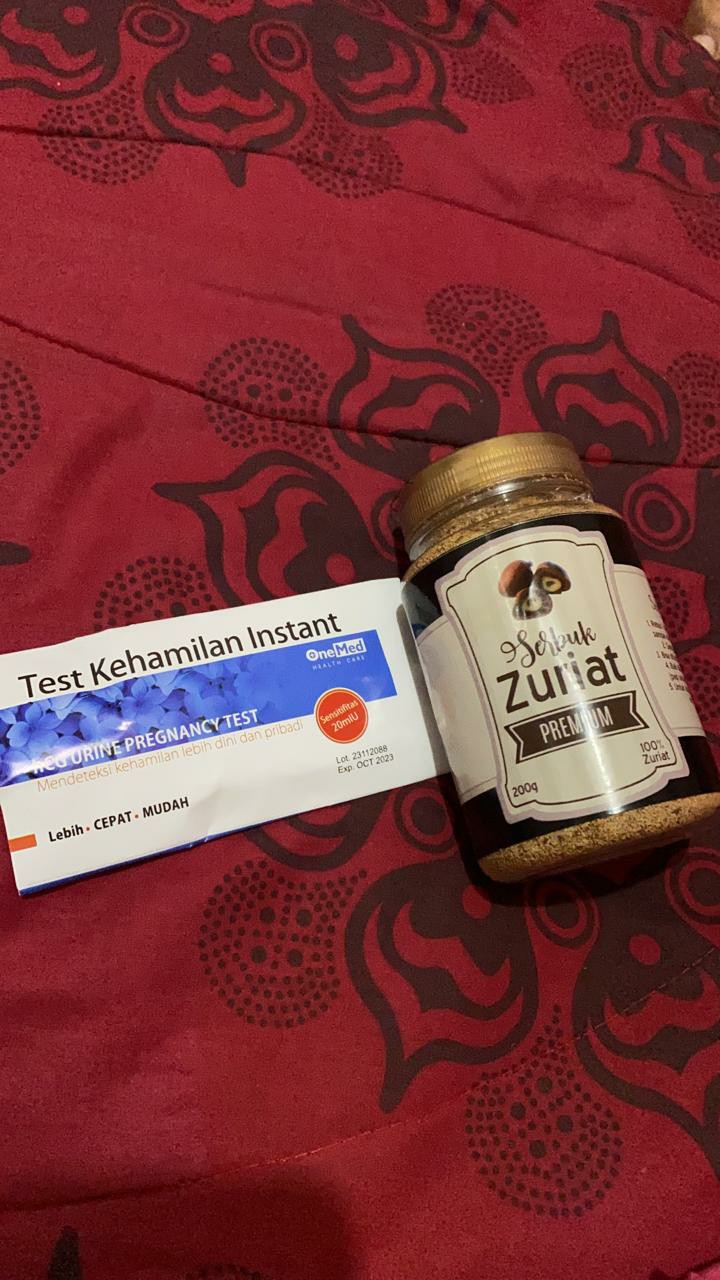 Test Kehamilan Instant
OneMed
HEALTH CARE
hCG URINE PREGNANCY TEST
Mendeteksi kehamilan lebih dini dan pribadi
Sensitifitas
20mIU
Lot. 23112088
Exp. OCT 2023
Lebih • CEPAT • MUDAH
Serbuk
Zuriat
PREMIUM
100%
Zuriat
200g